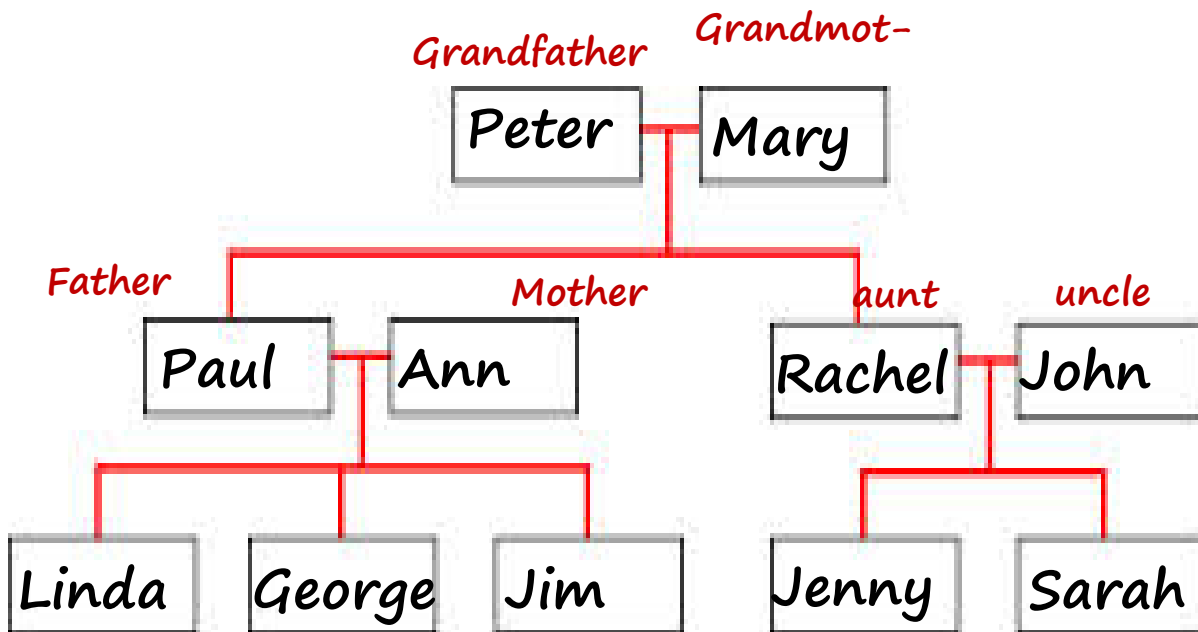 Grandfather
Grandmot-
Peter
Mary
Father
Mother
aunt
uncle
Paul
Ann
Rachel
John
Linda
George
Jim
Jenny
Sarah